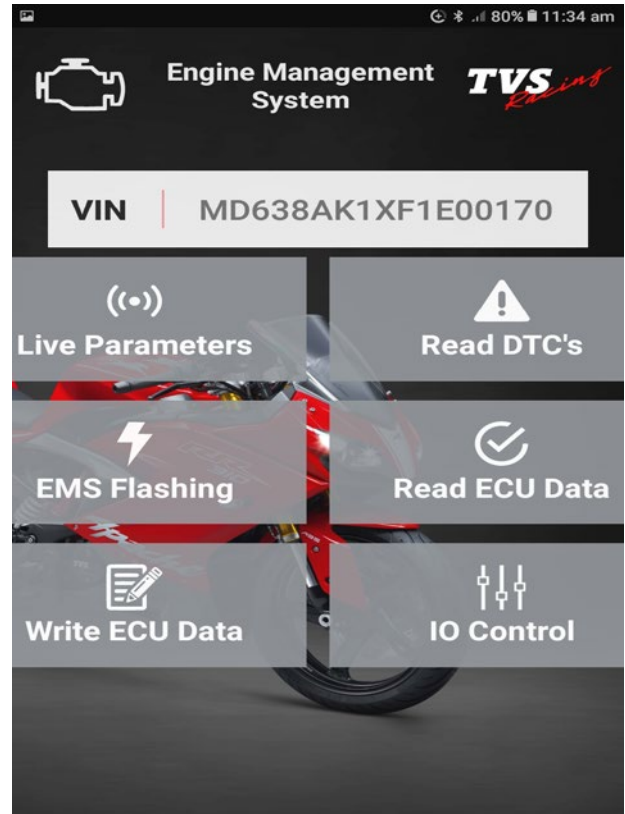 80% 11:34 am
Engine Management
System
TVS
Racing
VIN MD638AK1XF1E00170
Live Parameters
Read DTC's
EMS Flashing
Read ECU Data
Write ECU Data
IO Control